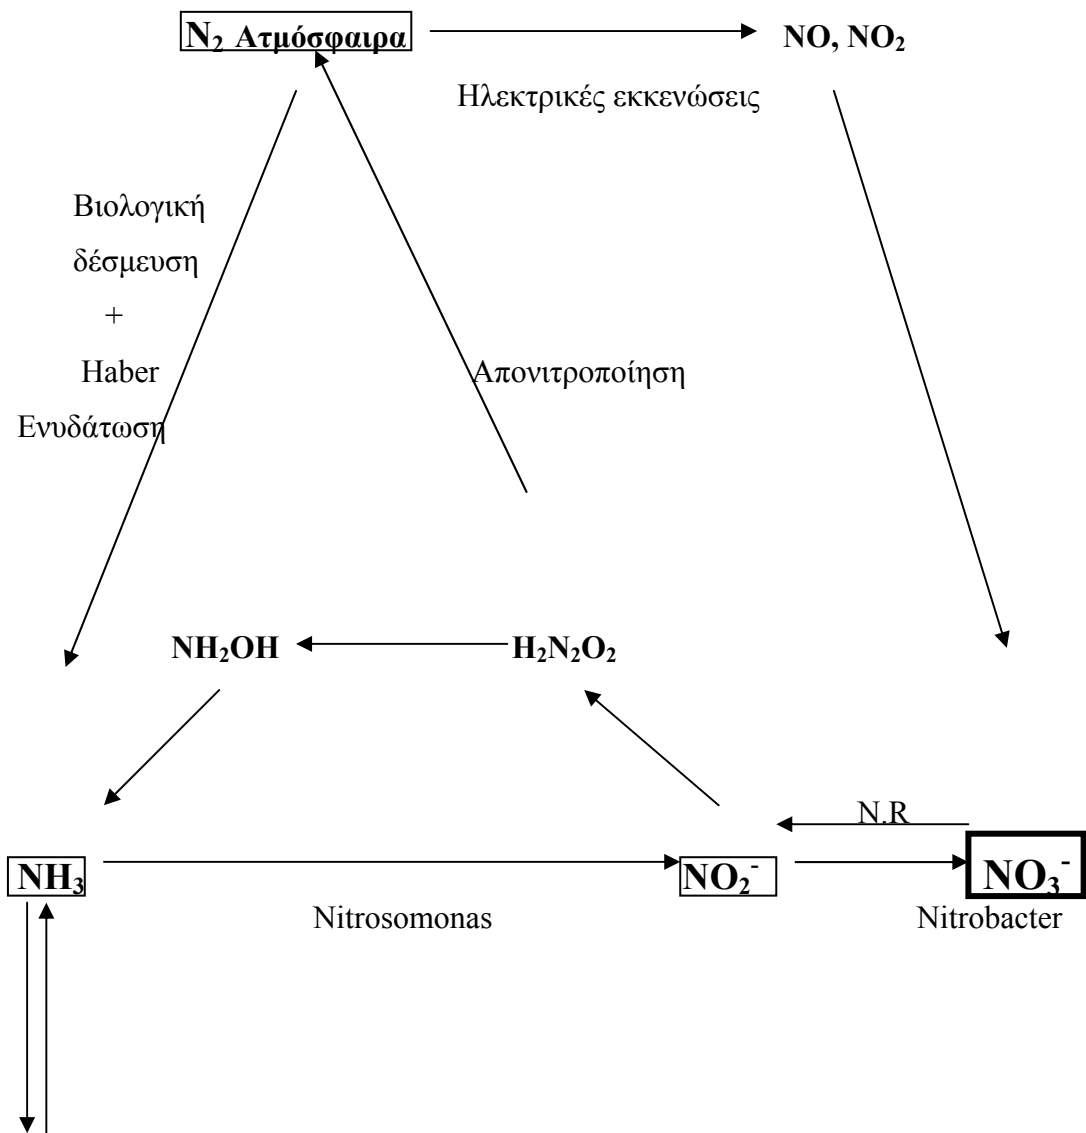 N₂ Ατμόσφαιρα
NO, NO₂
Ηλεκτρικές εκκενώσεις
Βιολογική
δέσμευση
+
Haber
Ενυδάτωση
Απονιτροποίηση
NH₂OH
H₂N₂O₂
N.R
NH₃
NO₂⁻
NO₃⁻
Nitrosomonas
Nitrobacter